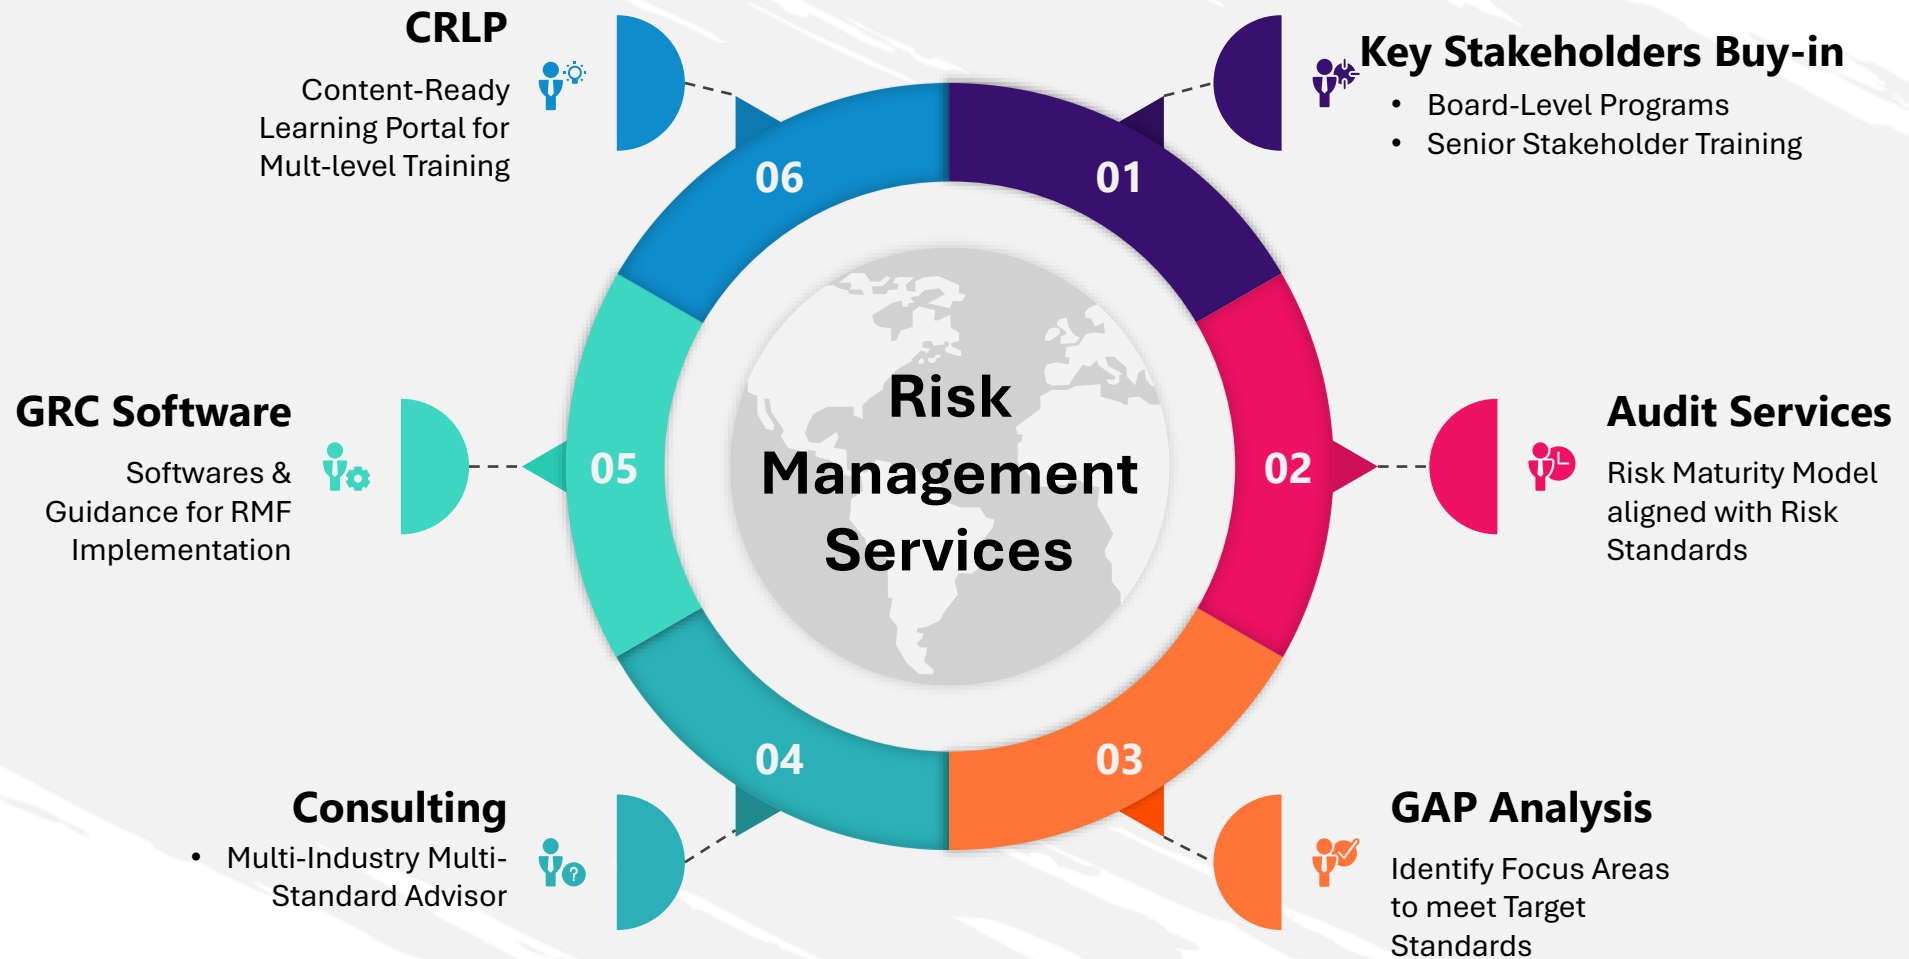 CRLP
Content-Ready
Learning Portal for
Mult-level Training
06
01
Key Stakeholders Buy-in
• Board-Level Programs
• Senior Stakeholder Training
GRC Software
Softwares &
Guidance for RMF
Implementation
05
Risk
Management
Services
02
Audit Services
Risk Maturity Model
aligned with Risk
Standards
04
03
Consulting
• Multi-Industry Multi-
Standard Advisor
?
GAP Analysis
Identify Focus Areas
to meet Target
Standards